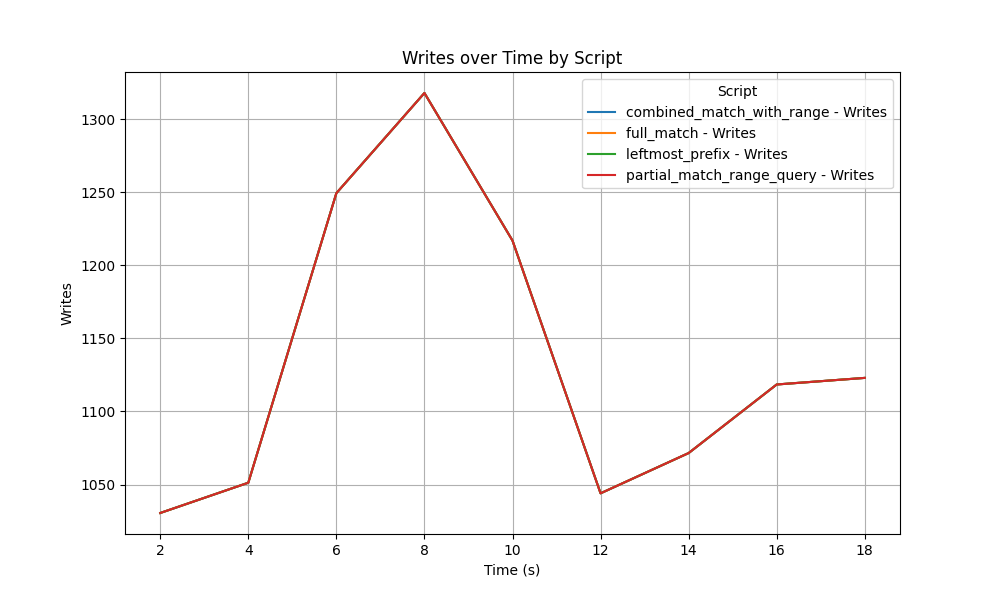 Writes over Time by Script
Script
combined_match_with_range - Writes
full_match - Writes
leftmost_prefix - Writes
partial_match_range_query - Writes
Writes
1300
1250
1200
1150
1100
1050
2 4 6 8 10 12 14 16 18
Time (s)